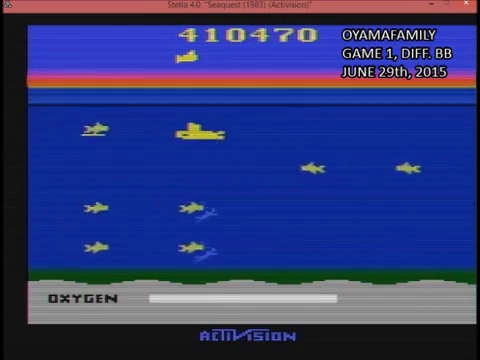 Stella 4.0: "Seaquest (1983) (Activision)"
410470
OYAMAFAMILY
GAME 1, DIFF. BB
JUNE 29th, 2015
OXYGEN
ACTIVISION